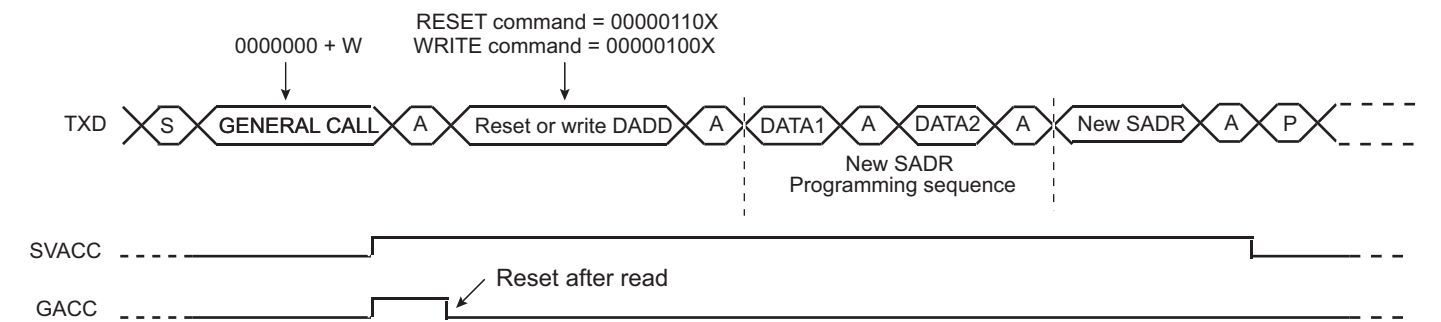 RESET command = 00000110X
0000000 + W WRITE command = 00000100X
TXD S GENERAL CALL A Reset or write DADD A DATA1 A DATA2 A New SADR A P
New SADR
Programming sequence
SVACC
Reset after read
GACC